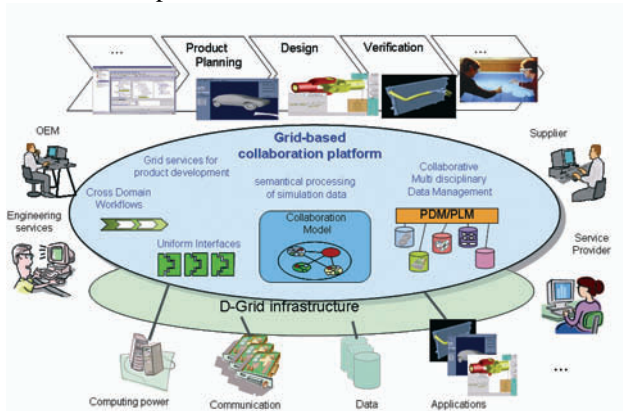 ...
Product
Planning
Design
Verification
...
OEM
Supplier
Grid-based
collaboration platform
Grid services for
product development
semantical processing
of simulation data
Collaborative
Multi disciplinary
Data Management
Cross Domain
Workflows
Engineering
services
Collaboration
Model
PDM/PLM
Uniform Interfaces
Service
Provider
D-Grid infrastructure
...
Computing power
Communication
Data
Applications